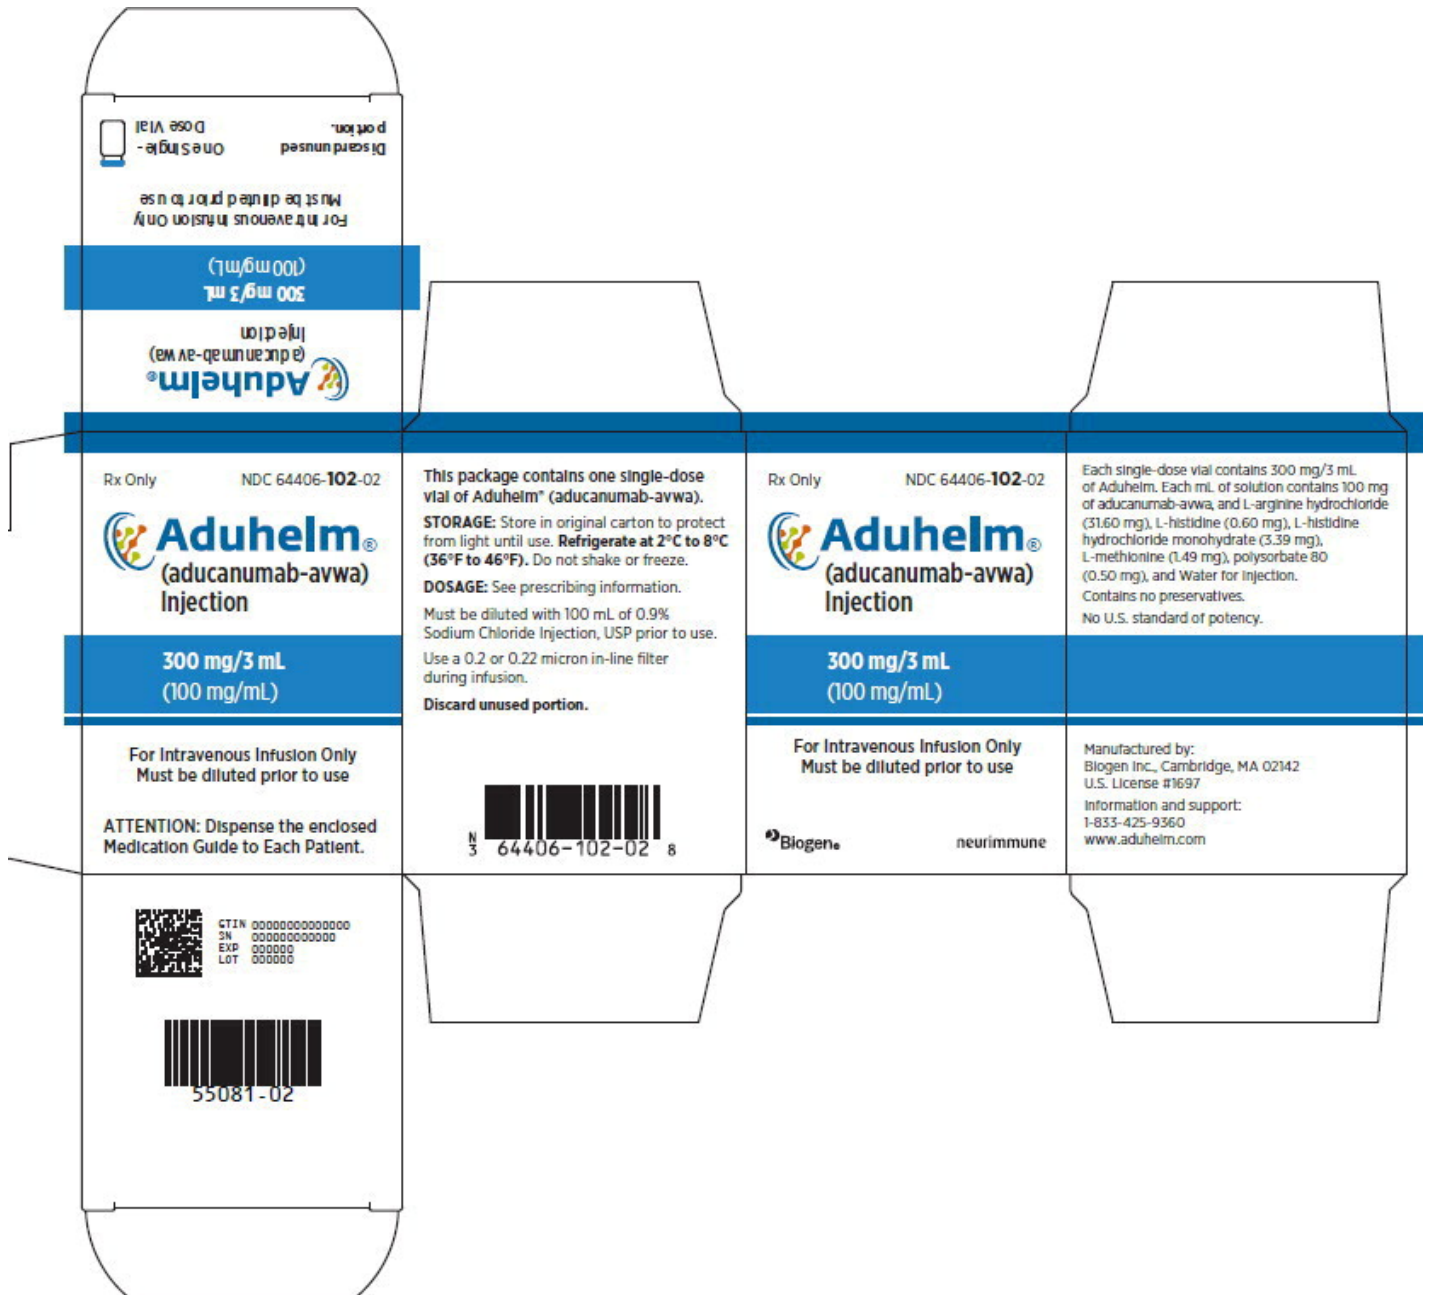 Discard unused
portion.
One Single-
Dose Vial
For Intravenous Infusion Only
Must be diluted prior to use
300 mg/3 mL
(100 mg/mL)
Aduhelm®
(aducanumab-avwa)
Injection
Rx Only NDC 64406-102-02
Aduhelm®
(aducanumab-avwa)
Injection
300 mg/3 mL
(100 mg/mL)
For Intravenous Infusion Only
Must be diluted prior to use
ATTENTION: Dispense the enclosed
Medication Guide to Each Patient.
This package contains one single-dose
vial of Aduhelm® (aducanumab-avwa).
STORAGE: Store in original carton to protect
from light until use. Refrigerate at 2°C to 8°C
(36°F to 46°F). Do not shake or freeze.
DOSAGE: See prescribing information.
Must be diluted with 100 mL of 0.9%
Sodium Chloride Injection, USP prior to use.
Use a 0.2 or 0.22 micron in-line filter
during infusion.
Discard unused portion.
N
3 64406-102-02 8
Rx Only NDC 64406-102-02
Aduhelm®
(aducanumab-avwa)
Injection
300 mg/3 mL
(100 mg/mL)
For Intravenous Infusion Only
Must be diluted prior to use
Biogen® neurimmune
Each single-dose vial contains 300 mg/3 mL
of Aduhelm. Each mL of solution contains 100 mg
of aducanumab-avwa, and L-arginine hydrochloride
(31.60 mg), L-histidine (0.60 mg), L-histidine
hydrochloride monohydrate (3.39 mg),
L-methionine (1.49 mg), polysorbate 80
(0.50 mg), and Water for Injection.
Contains no preservatives.
No U.S. standard of potency.
Manufactured by:
Biogen Inc., Cambridge, MA 02142
U.S. License #1697
Information and support:
1-833-425-9360
www.aduhelm.com
GTIN 00000000000000
SN 000000000000
EXP 000000
LOT 000000
55081-02